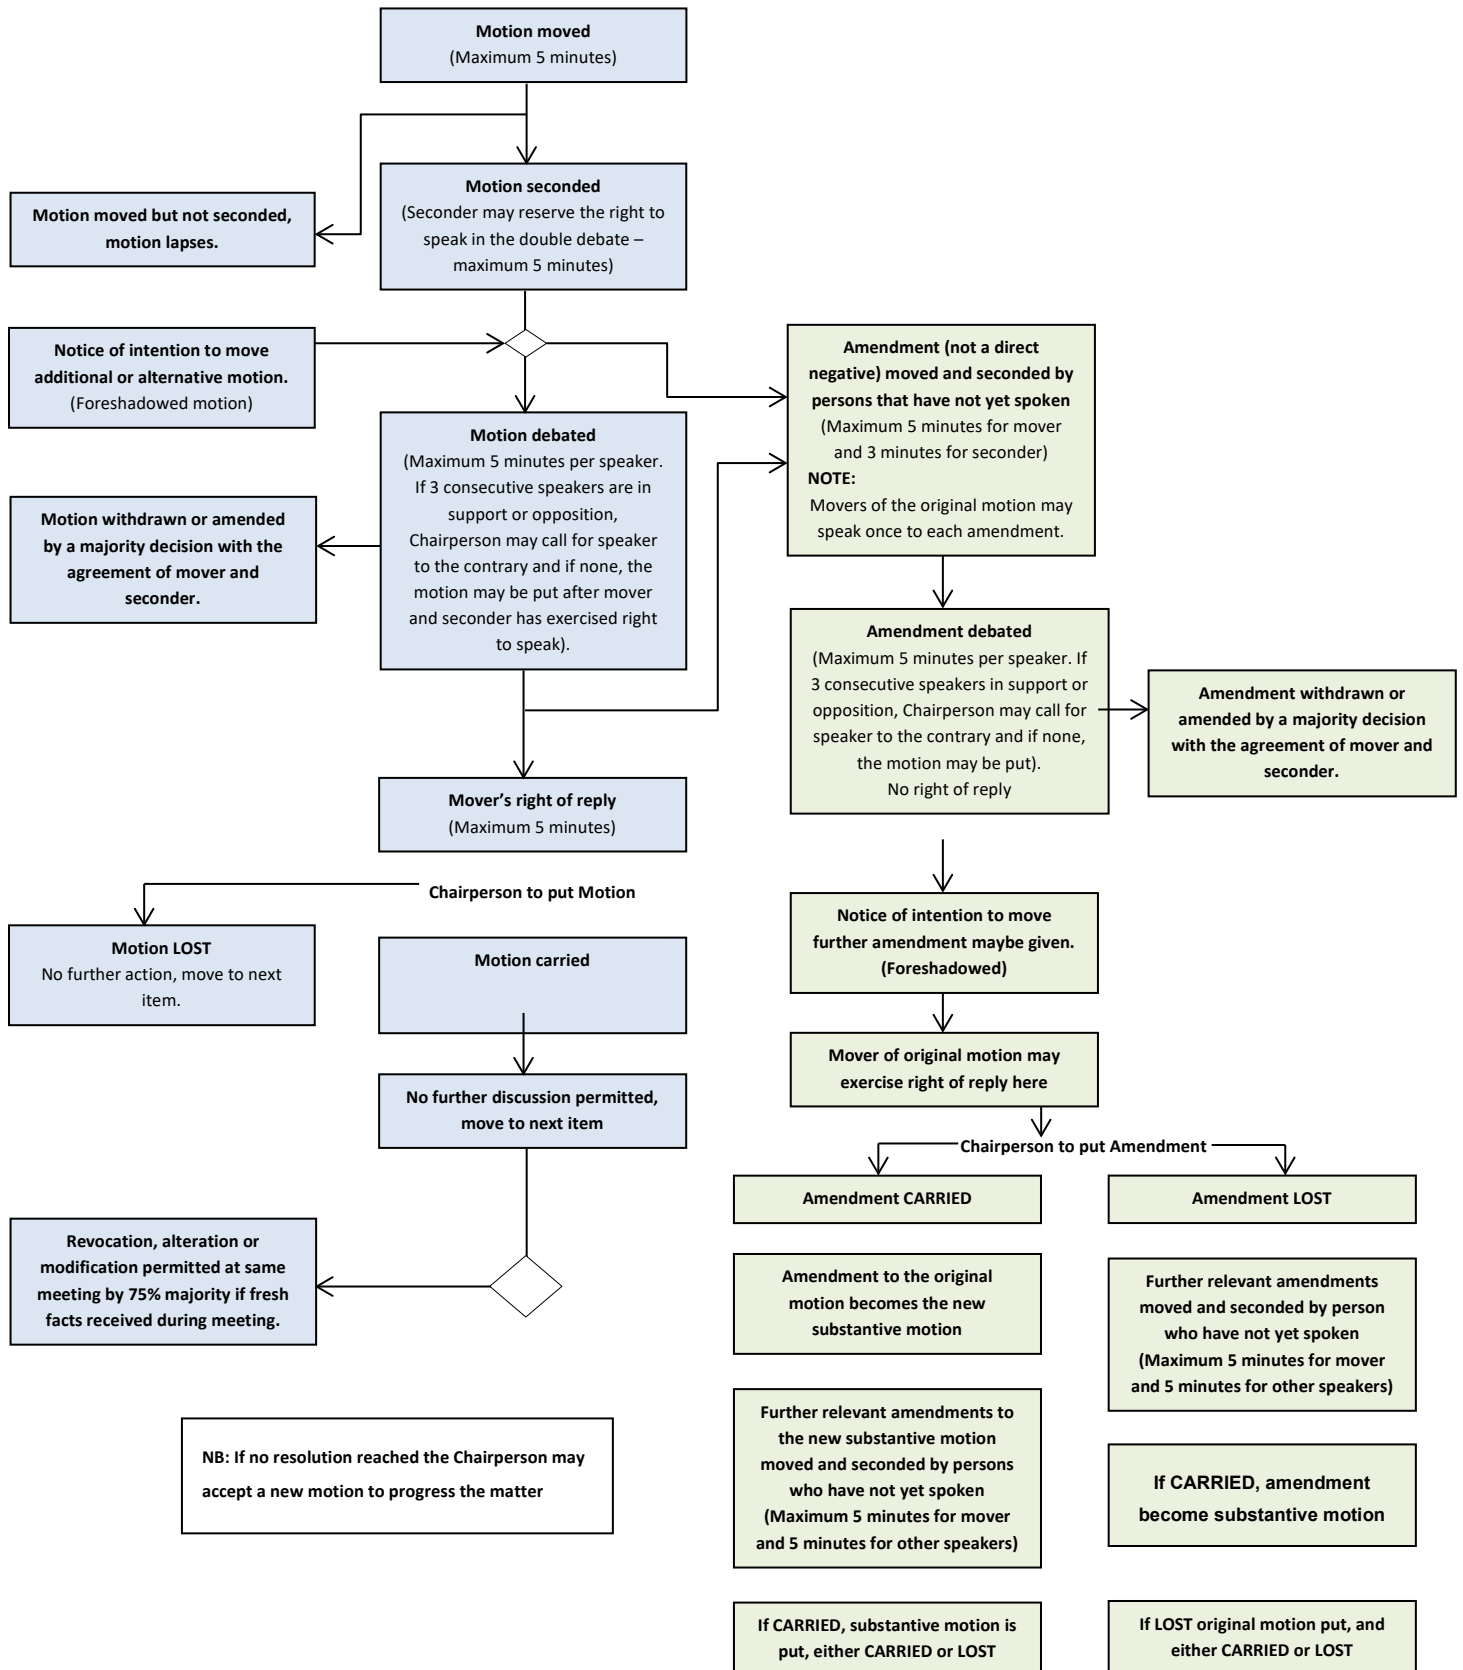 Motion moved
(Maximum 5 minutes)
Motion seconded
(Seconder may reserve the right to
speak in the double debate –
maximum 5 minutes)
Motion moved but not seconded,
motion lapses.
Notice of intention to move
additional or alternative motion.
(Foreshadowed motion)
Motion debated
(Maximum 5 minutes per speaker.
If 3 consecutive speakers are in
support or opposition,
Chairperson may call for speaker
to the contrary and if none, the
motion may be put after mover
and seconder has exercised right
to speak).
Motion withdrawn or amended
by a majority decision with the
agreement of mover and
seconder.
Mover’s right of reply
(Maximum 5 minutes)
Chairperson to put Motion
Motion LOST
No further action, move to next
item.
Motion carried
No further discussion permitted,
move to next item
Revocation, alteration or
modification permitted at same
meeting by 75% majority if fresh
facts received during meeting.
NB: If no resolution reached the Chairperson may
accept a new motion to progress the matter
Amendment (not a direct
negative) moved and seconded by
persons that have not yet spoken
(Maximum 5 minutes for mover
and 3 minutes for seconder)
NOTE:
Movers of the original motion may
speak once to each amendment.
Amendment debated
(Maximum 5 minutes per speaker. If
3 consecutive speakers in support or
opposition, Chairperson may call for
speaker to the contrary and if none,
the motion may be put).
No right of reply
Amendment withdrawn or
amended by a majority decision
with the agreement of mover and
seconder.
Notice of intention to move
further amendment maybe given.
(Foreshadowed)
Mover of original motion may
exercise right of reply here
Chairperson to put Amendment
Amendment CARRIED
Amendment to the original
motion becomes the new
substantive motion
Further relevant amendments to
the new substantive motion
moved and seconded by persons
who have not yet spoken
(Maximum 5 minutes for mover
and 5 minutes for other speakers)
If CARRIED, substantive motion is
put, either CARRIED or LOST
Amendment LOST
Further relevant amendments
moved and seconded by person
who have not yet spoken
(Maximum 5 minutes for mover
and 5 minutes for other speakers)
If CARRIED, amendment
become substantive motion
If LOST original motion put, and
either CARRIED or LOST